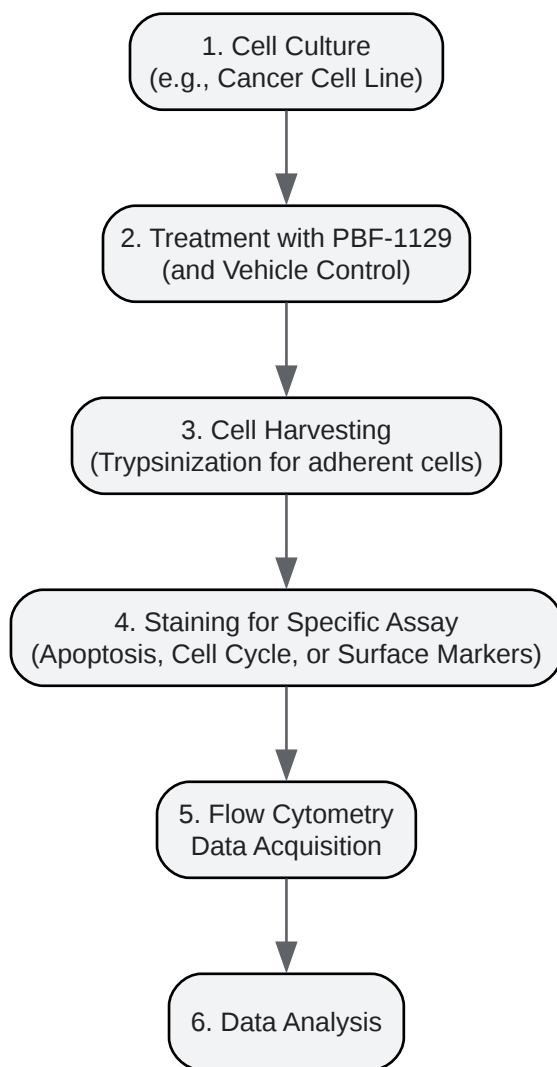 1. Cell Culture
(e.g., Cancer Cell Line)
2. Treatment with PBF-1129
(and Vehicle Control)
3. Cell Harvesting
(Trypsinization for adherent cells)
4. Staining for Specific Assay
(Apoptosis, Cell Cycle, or Surface Markers)
5. Flow Cytometry
Data Acquisition
6. Data Analysis